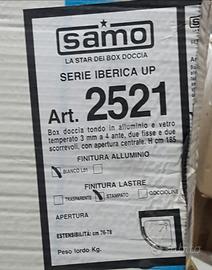 samo
LA STAR DEI BOX DOCCIA
SERIE IBERICA UP
Art. 2521
Box doccia tondo in alluminio e vetro
temperato 3 mm a 4 ante, due fisse e due
scorrevoli, con apertura centrale. H cm 185
FINITURA ALLUMINIO
BIANCO L01
FINITURA LASTRE
TRASPARENTE STAMPATO GOCCIOLINE
APERTURA
ESTENSIBILITÀ: cm 76-78
Peso lordo Kg.